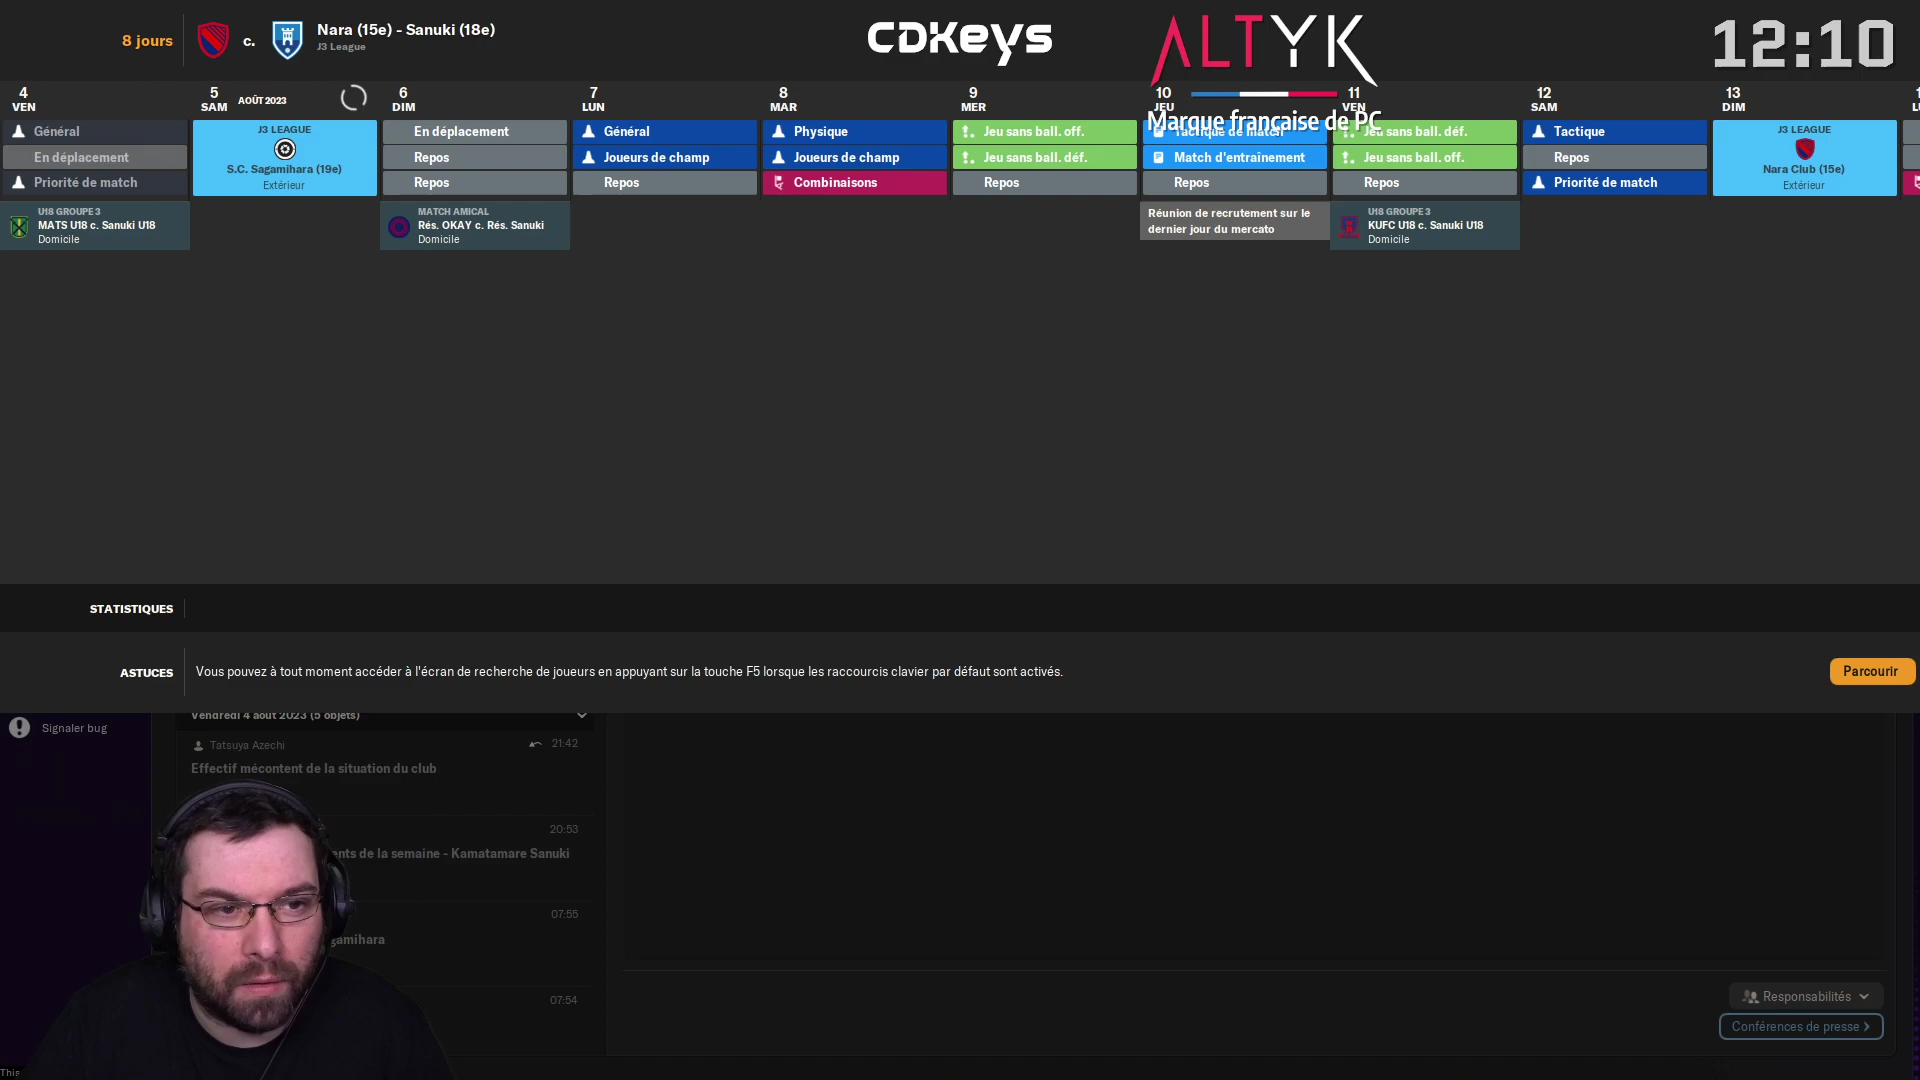 8 jours
c.
Nara (15e) - Sanuki (18e)
J3 League
CDKeys
ALTYK
Marque française de PC
12:10
4
VEN
Général
En déplacement
Priorité de match
U18 GROUPE 3
MATS U18 c. Sanuki U18
Domicile
5
SAM
AOÛT 2023
J3 LEAGUE
S.C. Sagamihara (19e)
Extérieur
6
DIM
En déplacement
Repos
Repos
MATCH AMICAL
Rés. OKAY c. Rés. Sanuki
Domicile
7
LUN
Général
Joueurs de champ
Repos
8
MAR
Physique
Joueurs de champ
Combinaisons
9
MER
Jeu sans ball. off.
Jeu sans ball. déf.
Repos
10
JEU
Tactique de match
Match d'entraînement
Repos
Réunion de recrutement sur le
dernier jour du mercato
11
VEN
Jeu sans ball. déf.
Jeu sans ball. off.
Repos
U18 GROUPE 3
KUFC U18 c. Sanuki U18
Domicile
12
SAM
Tactique
Repos
Priorité de match
13
DIM
J3 LEAGUE
Nara Club (15e)
Extérieur
STATISTIQUES
ASTUCES
Vous pouvez à tout moment accéder à l'écran de recherche de joueurs en appuyant sur la touche F5 lorsque les raccourcis clavier par défaut sont activés.
Parcourir
Signaler bug
Vendredi 4 août 2023 (5 objets)
Tatsuya Azechi
21:42
Effectif mécontent de la situation du club
20:53
ents de la semaine - Kamatamare Sanuki
07:55
gamihara
07:54
Responsabilités
Conférences de presse
This